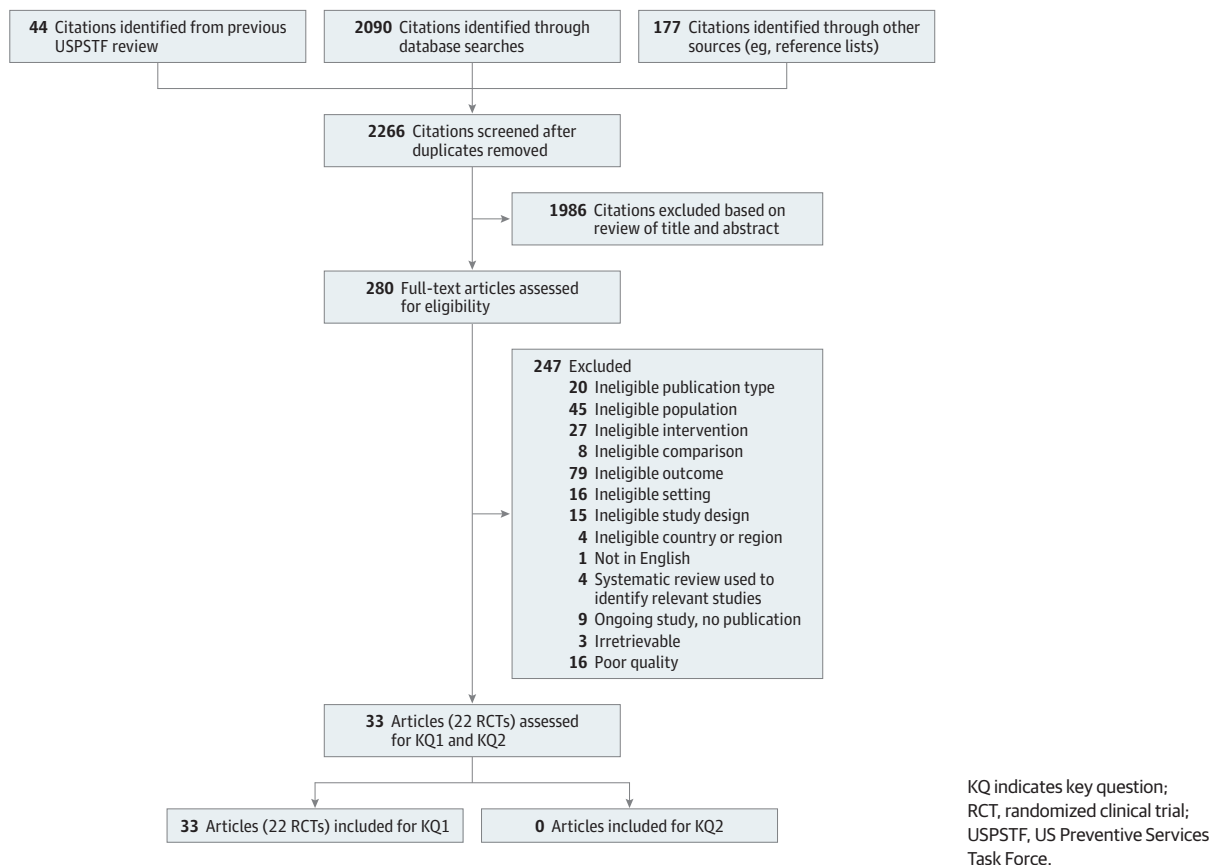 44 Citations identified from previous
USPSTF review
2090 Citations identified through
database searches
177 Citations identified through other
sources (eg, reference lists)
2266 Citations screened after
duplicates removed
1986 Citations excluded based on
review of title and abstract
280 Full-text articles assessed
for eligibility
247 Excluded
20 Ineligible publication type
45 Ineligible population
27 Ineligible intervention
8 Ineligible comparison
79 Ineligible outcome
16 Ineligible setting
15 Ineligible study design
4 Ineligible country or region
1 Not in English
4 Systematic review used to
identify relevant studies
9 Ongoing study, no publication
3 Irretrievable
16 Poor quality
33 Articles (22 RCTs) assessed
for KQ1 and KQ2
33 Articles (22 RCTs) included for KQ1
0 Articles included for KQ2
KQ indicates key question;
RCT, randomized clinical trial;
USPSTF, US Preventive Services
Task Force.